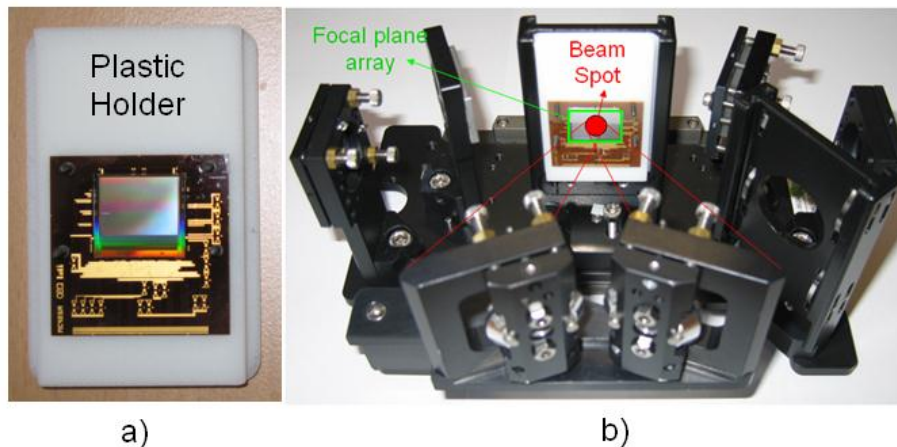 Plastic
Holder
Focal plane
array
Beam
Spot
a)
b)